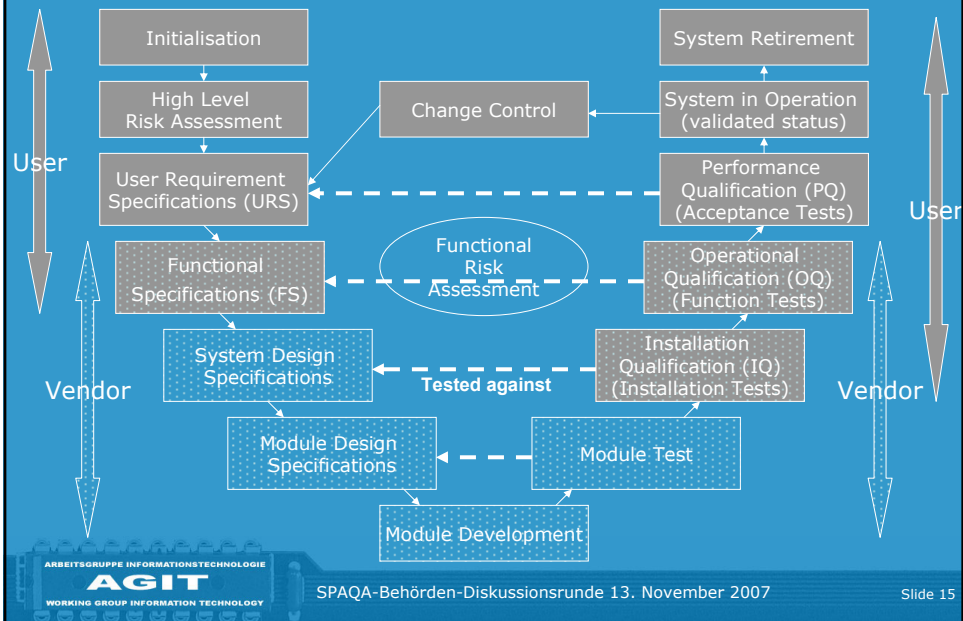 Initialisation
System Retirement
High Level
Risk Assessment
Change Control
System in Operation
(validated status)
User
User Requirement
Specifications (URS)
Performance
Qualification (PQ)
(Acceptance Tests)
User
Functional
Specifications (FS)
Functional
Risk
Assessment
Operational
Qualification (OQ)
(Function Tests)
System Design
Specifications
Tested against
Installation
Qualification (IQ)
(Installation Tests)
Vendor
Vendor
Module Design
Specifications
Module Test
Module Development
ARBEITSGRUPPE INFORMATIONSTECHNOLOGIE
AGIT
WORKING GROUP INFORMATION TECHNOLOGY
SPAQA-Behörden-Diskussionsrunde 13. November 2007
Slide 15